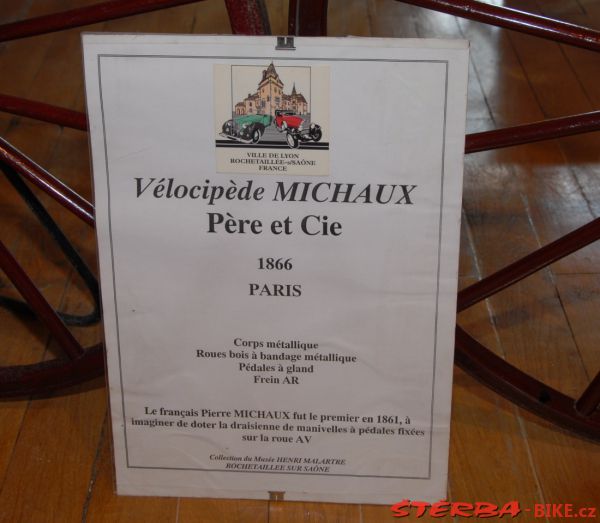 VILLE DE LYON
ROCHETAILLÉE-s/SAÔNE
FRANCE
Vélocipède MICHAUX
Père et Cie
1866
PARIS
Corps métallique
Roues bois à bandage métallique
Pédales à gland
Frein AR
Le français Pierre MICHAUX fut le premier en 1861, à
imaginer de doter la draisienne de manivelles à pédales fixées
sur la roue AV
Collection du Musée HENRI MALARTRE
ROCHETAILLEE SUR SAÔNE
STERBA-BIKE.cz